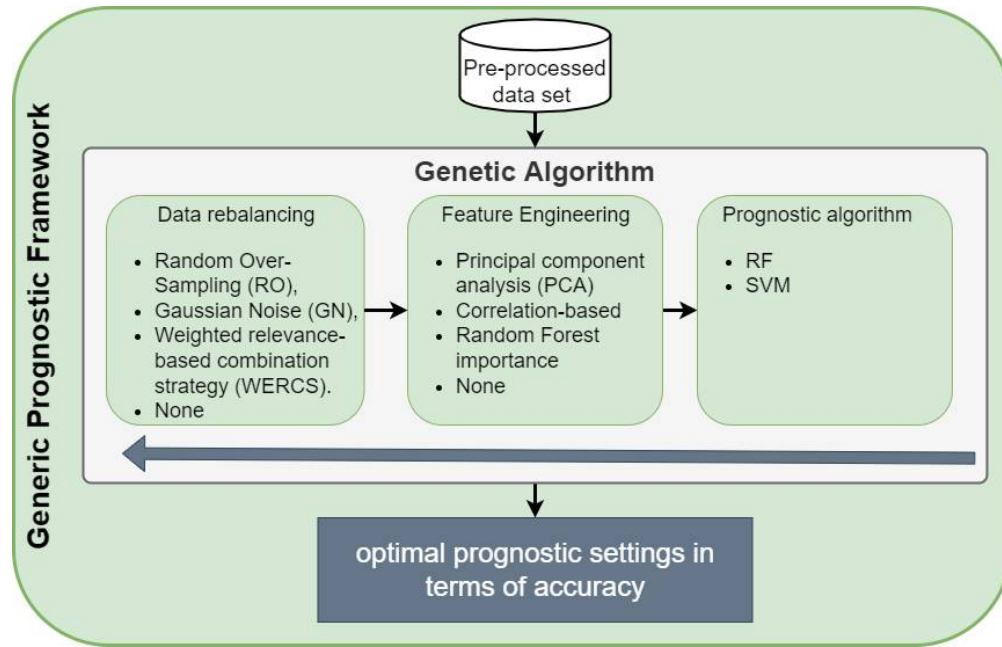 Generic Prognostic Framework
Pre-processed
data set
Genetic Algorithm
Data rebalancing
• Random Over-
Sampling (RO),
• Gaussian Noise (GN),
• Weighted relevance-
based combination
strategy (WERCS).
• None
Feature Engineering
• Principal component
analysis (PCA)
• Correlation-based
• Random Forest
importance
• None
Prognostic algorithm
• RF
• SVM
optimal prognostic settings in
terms of accuracy